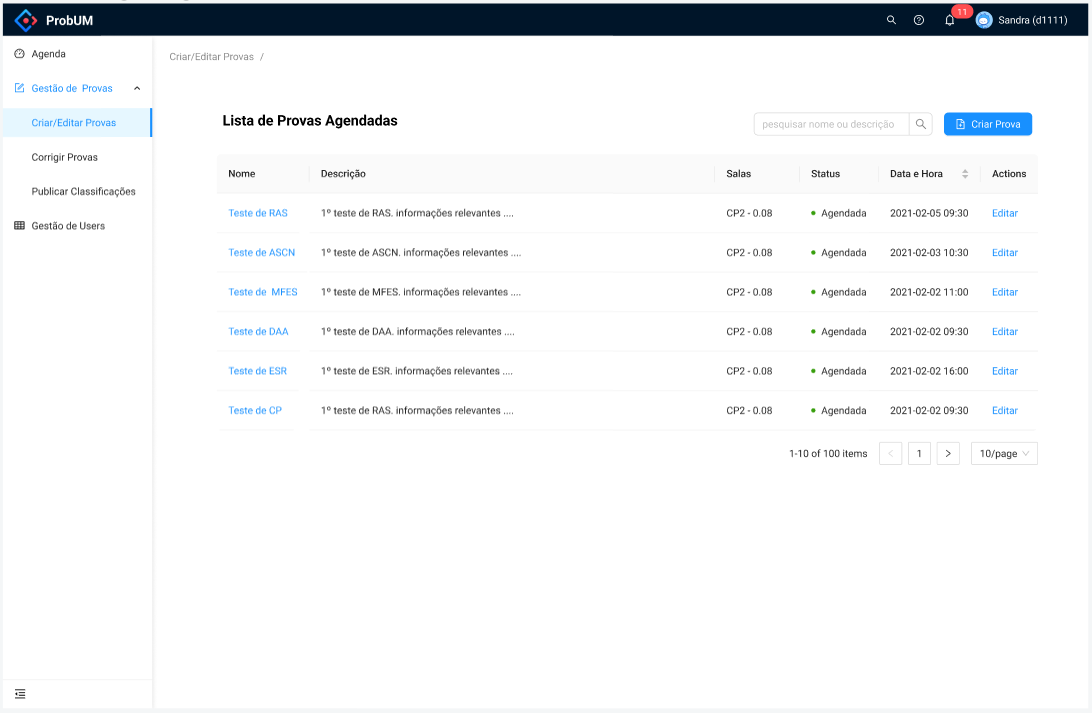 ProbUM
11
Sandra (d1111)
Agenda
Gestão de Provas
Criar/Editar Provas
Corrigir Provas
Publicar Classificações
Gestão de Users
Criar/Editar Provas /
Lista de Provas Agendadas
pesquisar nome ou descrição
Criar Prova
Nome Descrição Salas Status Data e Hora Actions
Teste de RAS 1º teste de RAS. informações relevantes .... CP2 - 0.08 Agendada 2021-02-05 09:30 Editar
Teste de ASCN 1º teste de ASCN. informações relevantes .... CP2 - 0.08 Agendada 2021-02-03 10:30 Editar
Teste de MFES 1º teste de MFES. informações relevantes .... CP2 - 0.08 Agendada 2021-02-02 11:00 Editar
Teste de DAA 1º teste de DAA. informações relevantes .... CP2 - 0.08 Agendada 2021-02-02 09:30 Editar
Teste de ESR 1º teste de ESR. informações relevantes .... CP2 - 0.08 Agendada 2021-02-02 16:00 Editar
Teste de CP 1º teste de RAS. informações relevantes .... CP2 - 0.08 Agendada 2021-02-02 09:30 Editar
1-10 of 100 items < 1 > 10/page